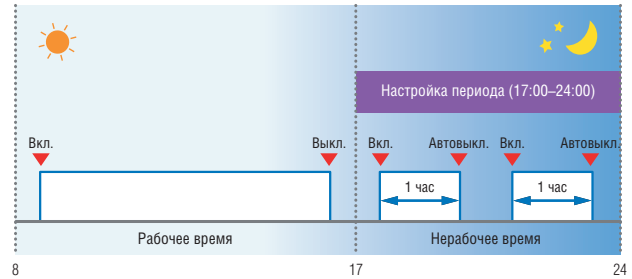 Настройка периода (17:00–24:00)
Вкл.
Выкл.
Вкл.
Автовыкл.
Вкл.
Автовыкл.
1 час
1 час
Рабочее время
Нерабочее время
8
17
24